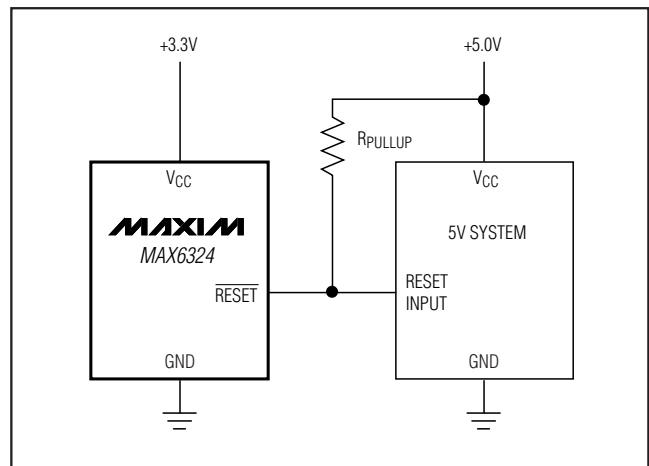 +3.3V
+5.0V
RPULLUP
VCC
VCC
MAXIM
MAX6324
5V SYSTEM
RESET
RESET
INPUT
GND
GND